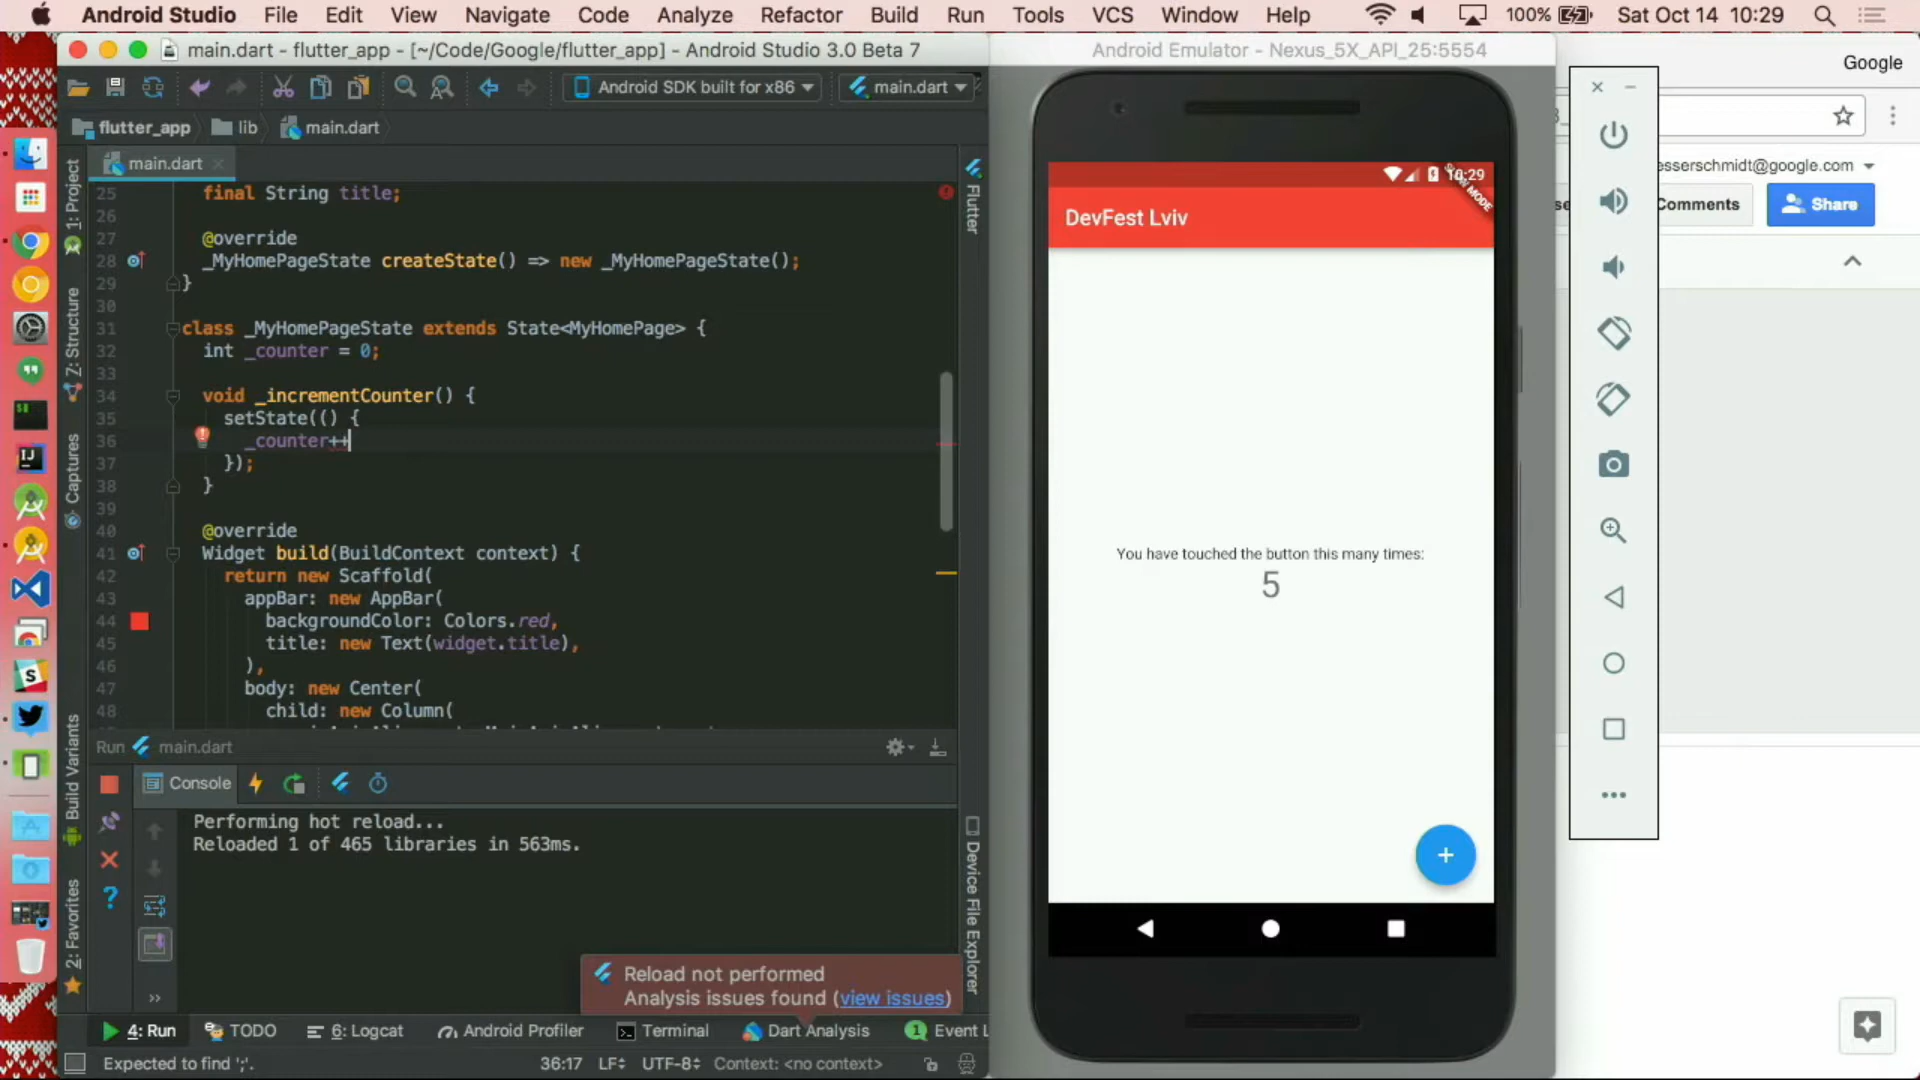 Android Studio File Edit View Navigate Code Analyze Refactor Build Run Tools VCS Window Help 100% Sat Oct 14 10:29
main.dart - flutter_app - [~/Code/Google/flutter_app] - Android Studio 3.0 Beta 7
Android SDK built for x86 main.dart
flutter_app lib main.dart
main.dart
1: Project
Z: Structure
Captures
Build Variants
2: Favorites
25 final String title;
26
27 @override
28 _MyHomePageState createState() => new _MyHomePageState();
29 }
30
31 class _MyHomePageState extends State<MyHomePage> {
32 int _counter = 0;
33
34 void _incrementCounter() {
35 setState(() {
36 _counter++
37 });
38 }
39
40 @override
41 Widget build(BuildContext context) {
42 return new Scaffold(
43 appBar: new AppBar(
44 backgroundColor: Colors.red,
45 title: new Text(widget.title),
46 ),
47 body: new Center(
48 child: new Column(
Flutter
Device File Explorer
Run main.dart
Console
Performing hot reload...
Reloaded 1 of 465 libraries in 563ms.
Reload not performed
Analysis issues found (view issues)
4: Run TODO 6: Logcat Android Profiler Terminal Dart Analysis 1 Event L
Expected to find ';'. 36:17 LF UTF-8 Context: <no context>
Android Emulator - Nexus_5X_API_25:5554
10:29
SLOW MODE
DevFest Lviv
You have touched the button this many times:
5
Google
esserschmidt@google.com
Comments Share